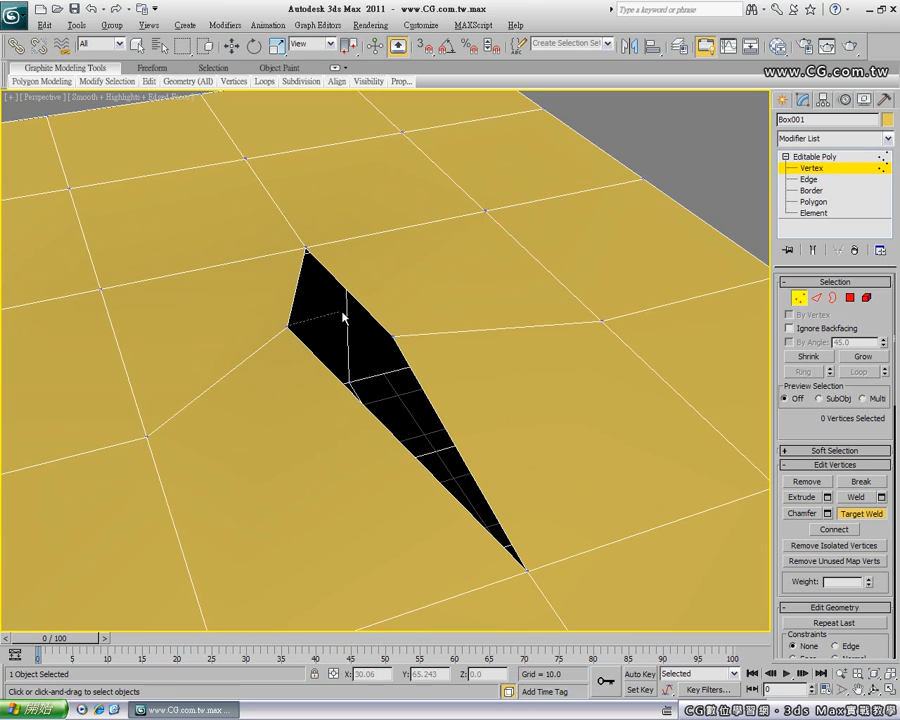 Autodesk 3ds Max 2011 - www.CG.com.tw.max
Type a keyword or phrase
Edit Tools Group Views Create Modifiers Animation Graph Editors Rendering Customize MAXScript Help
All View Create Selection Set
Graphite Modeling Tools Freeform Selection Object Paint
Polygon Modeling Modify Selection Edit Geometry (All) Vertices Loops Subdivision Align Visibility Prop...
www.CG.com.tw
[ + ] [ Perspective ] [ Smooth + Highlights + Edged Faces ]
Box001
Modifier List
Editable Poly
Vertex
Edge
Border
Polygon
Element
Selection
By Vertex
Ignore Backfacing
By Angle: 45.0
Shrink Grow
Ring Loop
Preview Selection
Off SubObj Multi
0 Vertices Selected
Soft Selection
Edit Vertices
Remove Break
Extrude Weld
Chamfer Target Weld
Connect
Remove Isolated Vertices
Remove Unused Map Verts
Weight:
Edit Geometry
Repeat Last
Constraints
None Edge
0 / 100
0 5 10 15 20 25 30 35 40 45 50 55 60 65 70 75 80 85 90 95 100
1 Object Selected X: 30.06 Y: 65.243 Z: 0.0 Grid = 10.0 Auto Key Selected
Click or click-and-drag to select objects Add Time Tag Set Key Key Filters... 0
開始 www.CG.com.tw.max - ... CG數位學習網・3ds Max實戰教學